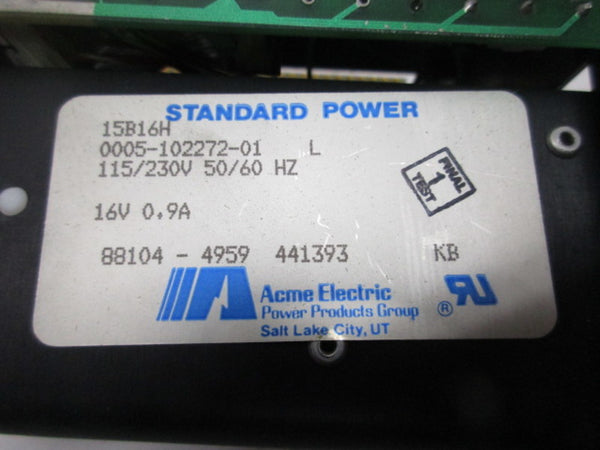 STANDARD POWER
15B16H
0005-102272-01 L
115/230V 50/60 HZ
FINAL
1
TEST
16V 0.9A
88104 - 4959 441393 KB
Acme Electric
Power Products Group ®
Salt Lake City, UT